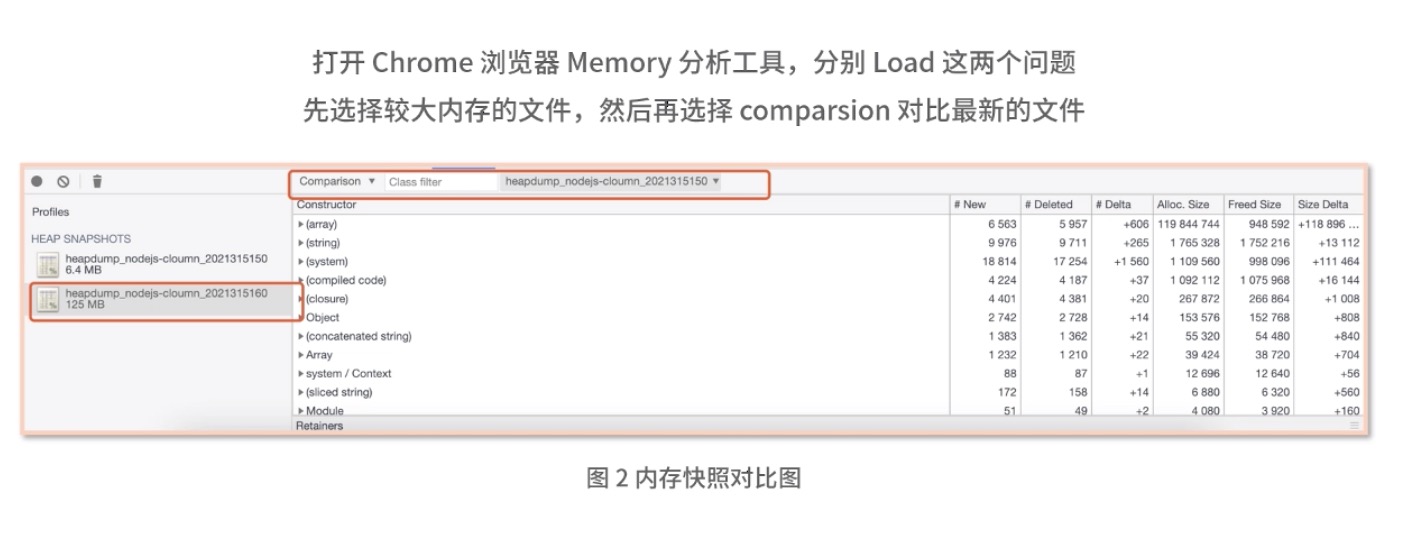 打开 Chrome 浏览器 Memory 分析工具，分别 Load 这两个问题
先选择较大内存的文件，然后再选择 comparsion 对比最新的文件
Comparison ▼ Class filter heapdump_nodejs-cloumn_2021315150 ▼
Profiles
HEAP SNAPSHOTS
heapdump_nodejs-cloumn_2021315150
6.4 MB
heapdump_nodejs-cloumn_2021315160
125 MB
Constructor # New # Deleted # Delta Alloc. Size Freed Size Size Delta
(array) 6 563 5 957 +606 119 844 744 948 592 +118 896 ...
(string) 9 976 9 711 +265 1 765 328 1 752 216 +13 112
(system) 18 814 17 254 +1 560 1 109 560 998 096 +111 464
(compiled code) 4 224 4 187 +37 1 092 112 1 075 968 +16 144
(closure) 4 401 4 381 +20 267 872 266 864 +1 008
Object 2 742 2 728 +14 153 576 152 768 +808
(concatenated string) 1 383 1 362 +21 55 320 54 480 +840
Array 1 232 1 210 +22 39 424 38 720 +704
system / Context 88 87 +1 12 696 12 640 +56
(sliced string) 172 158 +14 6 880 6 320 +560
Module 51 49 +2 4 080 3 920 +160
Retainers
图 2 内存快照对比图